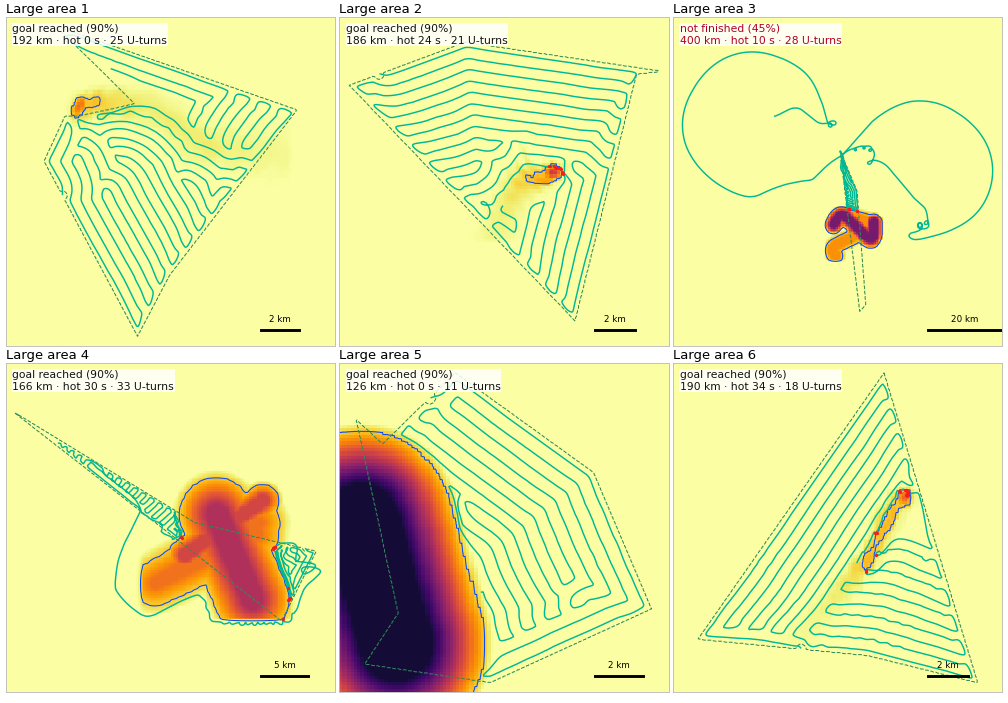 Large area 1
goal reached (90%)
192 km · hot 0 s · 25 U-turns
2 km
Large area 2
goal reached (90%)
186 km · hot 24 s · 21 U-turns
2 km
Large area 3
not finished (45%)
400 km · hot 10 s · 28 U-turns
20 km
Large area 4
goal reached (90%)
166 km · hot 30 s · 33 U-turns
5 km
Large area 5
goal reached (90%)
126 km · hot 0 s · 11 U-turns
2 km
Large area 6
goal reached (90%)
190 km · hot 34 s · 18 U-turns
2 km